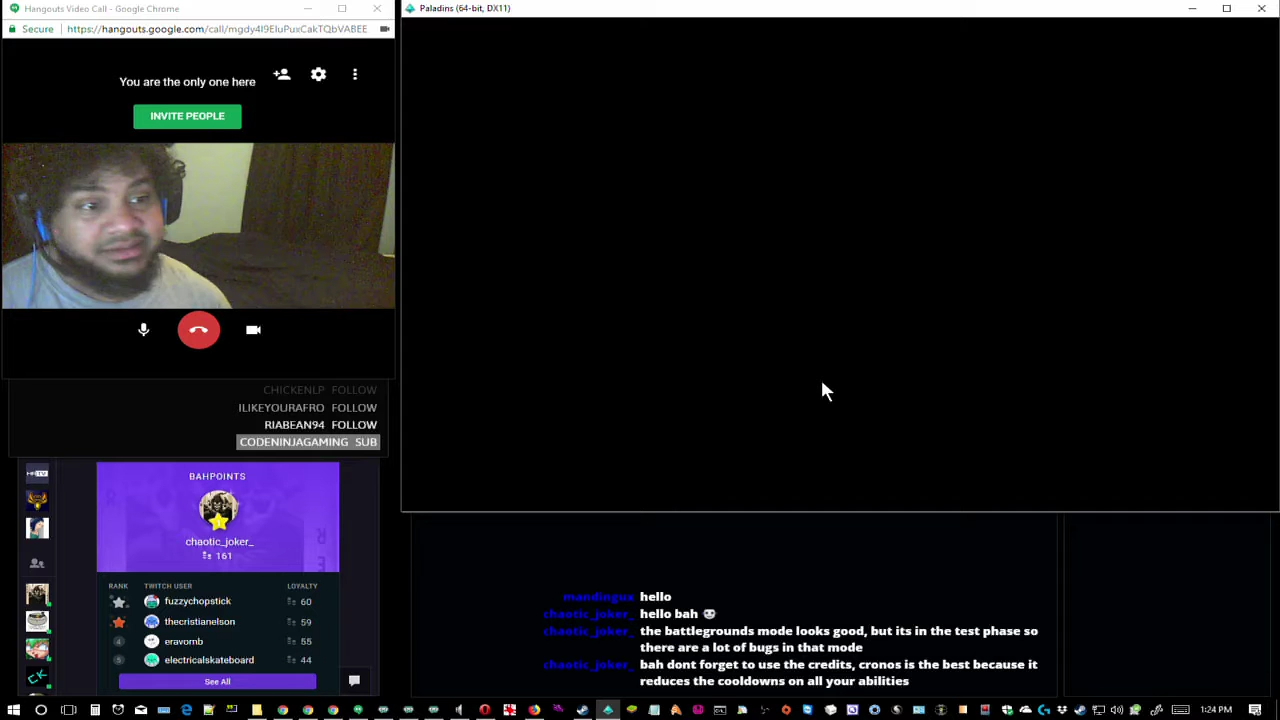 Hangouts Video Call - Google Chrome
Secure https://hangouts.google.com/call/mgdy4I9EIuPuxCakTQbVABEE
You are the only one here
INVITE PEOPLE
CHICKENLP FOLLOW
ILIKEYOURAFRO FOLLOW
RIABEAN94 FOLLOW
CODENINJAGAMING SUB
BAHPOINTS
1
chaotic_joker_
161
RANK TWITCH USER LOYALTY
fuzzychopstick 60
thecristianelson 59
4 eravornb 55
5 electricalskateboard 44
See All
Paladins (64-bit, DX11)
mandingux hello
chaotic_joker_ hello bah
chaotic_joker_ the battlegrounds mode looks good, but its in the test phase so
there are a lot of bugs in that mode
chaotic_joker_ bah dont forget to use the credits, cronos is the best because it
reduces the cooldowns on all your abilities
1:24 PM